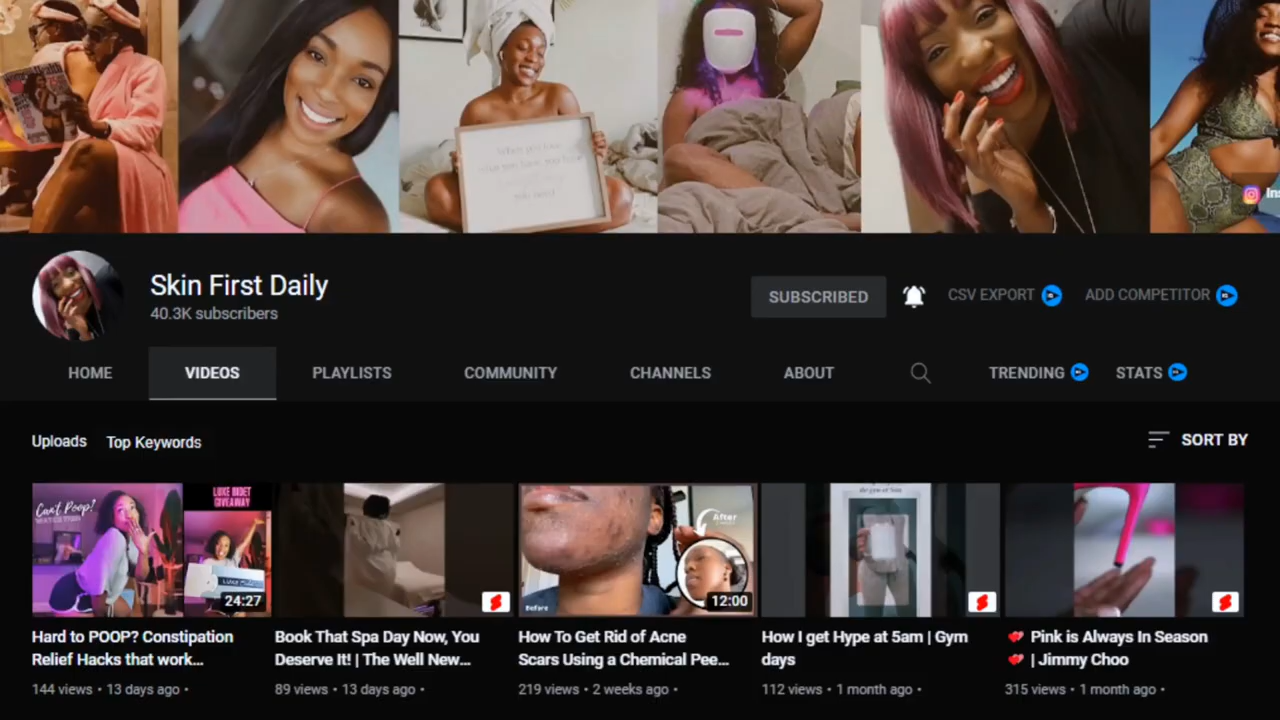 Ins
Skin First Daily
40.3K subscribers
SUBSCRIBED
CSV EXPORT
ADD COMPETITOR
HOME
VIDEOS
PLAYLISTS
COMMUNITY
CHANNELS
ABOUT
TRENDING
STATS
Uploads
Top Keywords
SORT BY
Can't Poop?
LUXE BIDET
GIVEAWAY
24:27
After
Before
12:00
Hard to POOP? Constipation
Relief Hacks that work...
144 views • 13 days ago •
Book That Spa Day Now, You
Deserve It! | The Well New...
89 views • 13 days ago •
How To Get Rid of Acne
Scars Using a Chemical Pee...
219 views • 2 weeks ago •
How I get Hype at 5am | Gym
days
112 views • 1 month ago •
💕 Pink is Always In Season
💕 | Jimmy Choo
315 views • 1 month ago •